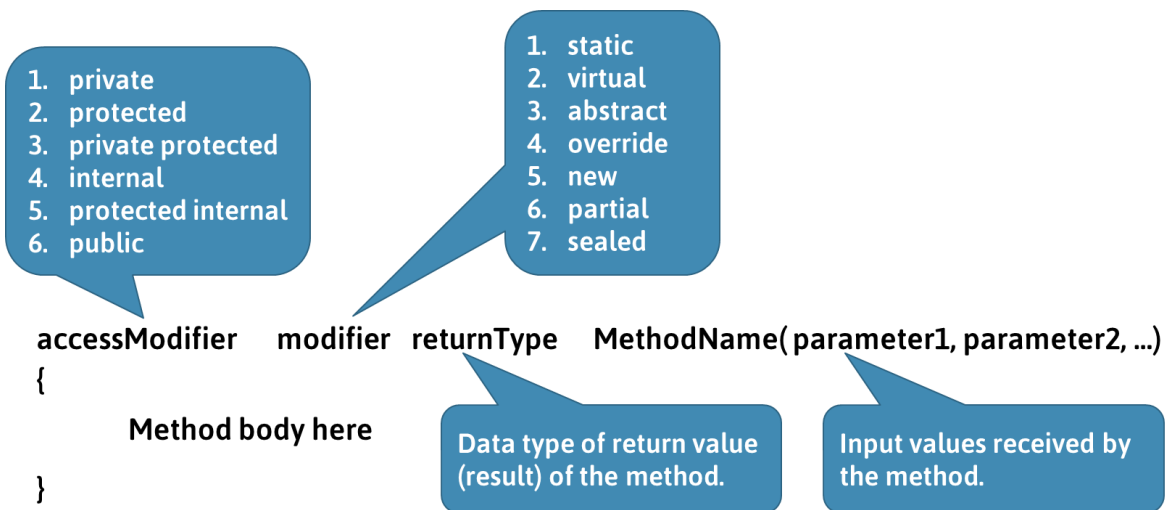 1. private
2. protected
3. private protected
4. internal
5. protected internal
6. public
1. static
2. virtual
3. abstract
4. override
5. new
6. partial
7. sealed
accessModifier modifier returnType MethodName( parameter1, parameter2, ...)
{
Method body here
}
Data type of return value
(result) of the method.
Input values received by
the method.